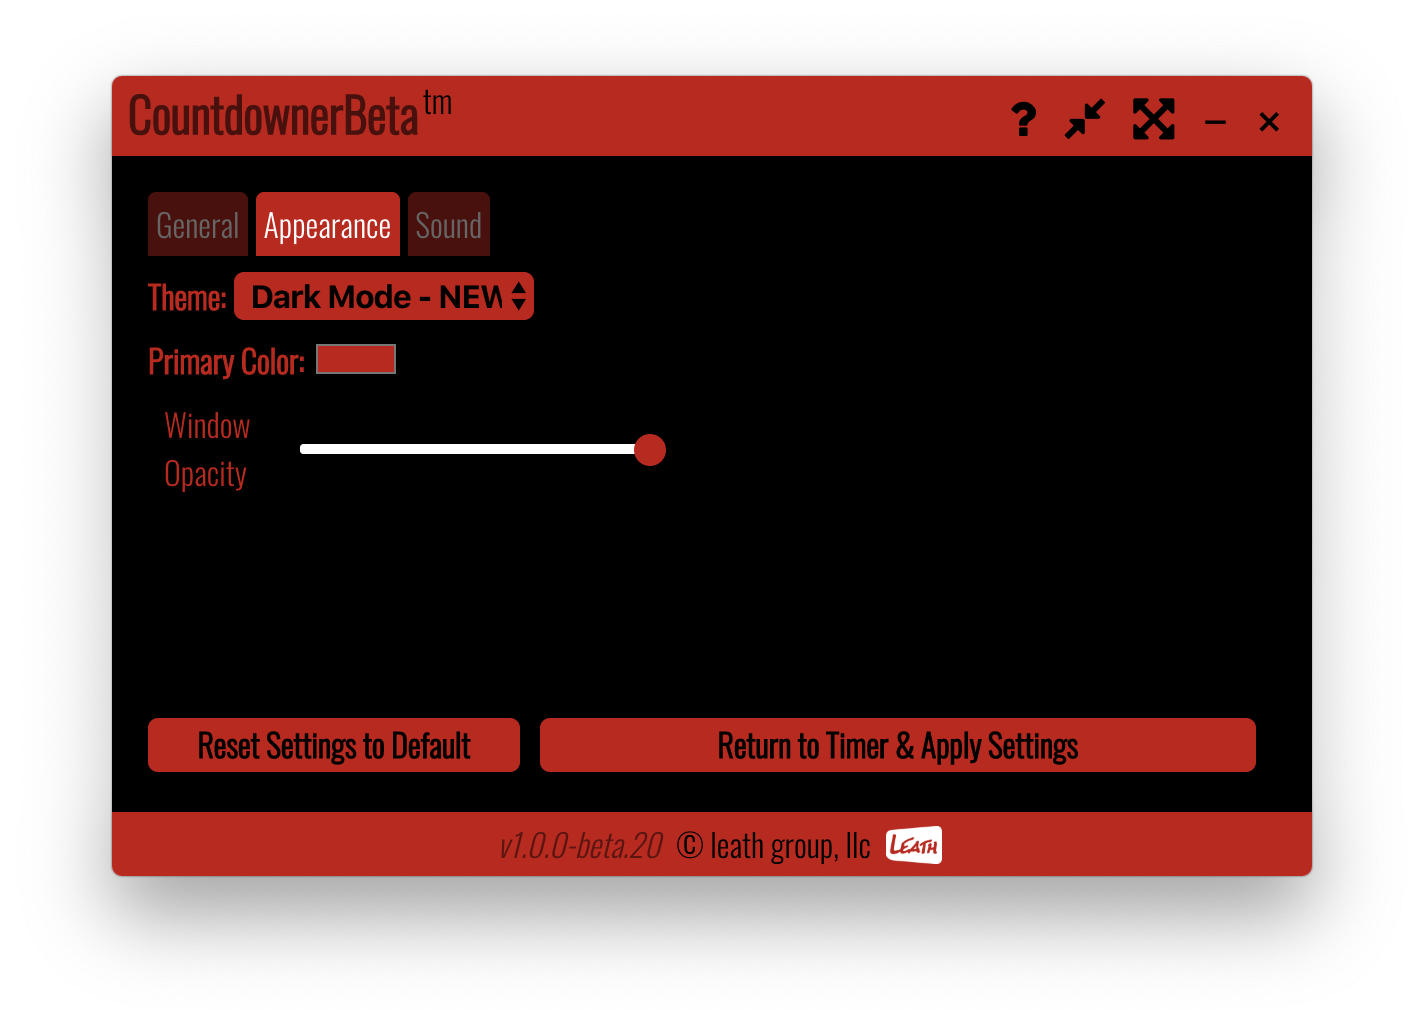 CountdownerBeta tm
General Appearance Sound
Theme: Dark Mode - NEW
Primary Color:
Window
Opacity
Reset Settings to Default Return to Timer & Apply Settings
v1.0.0-beta.20 © leath group, llc LEATH